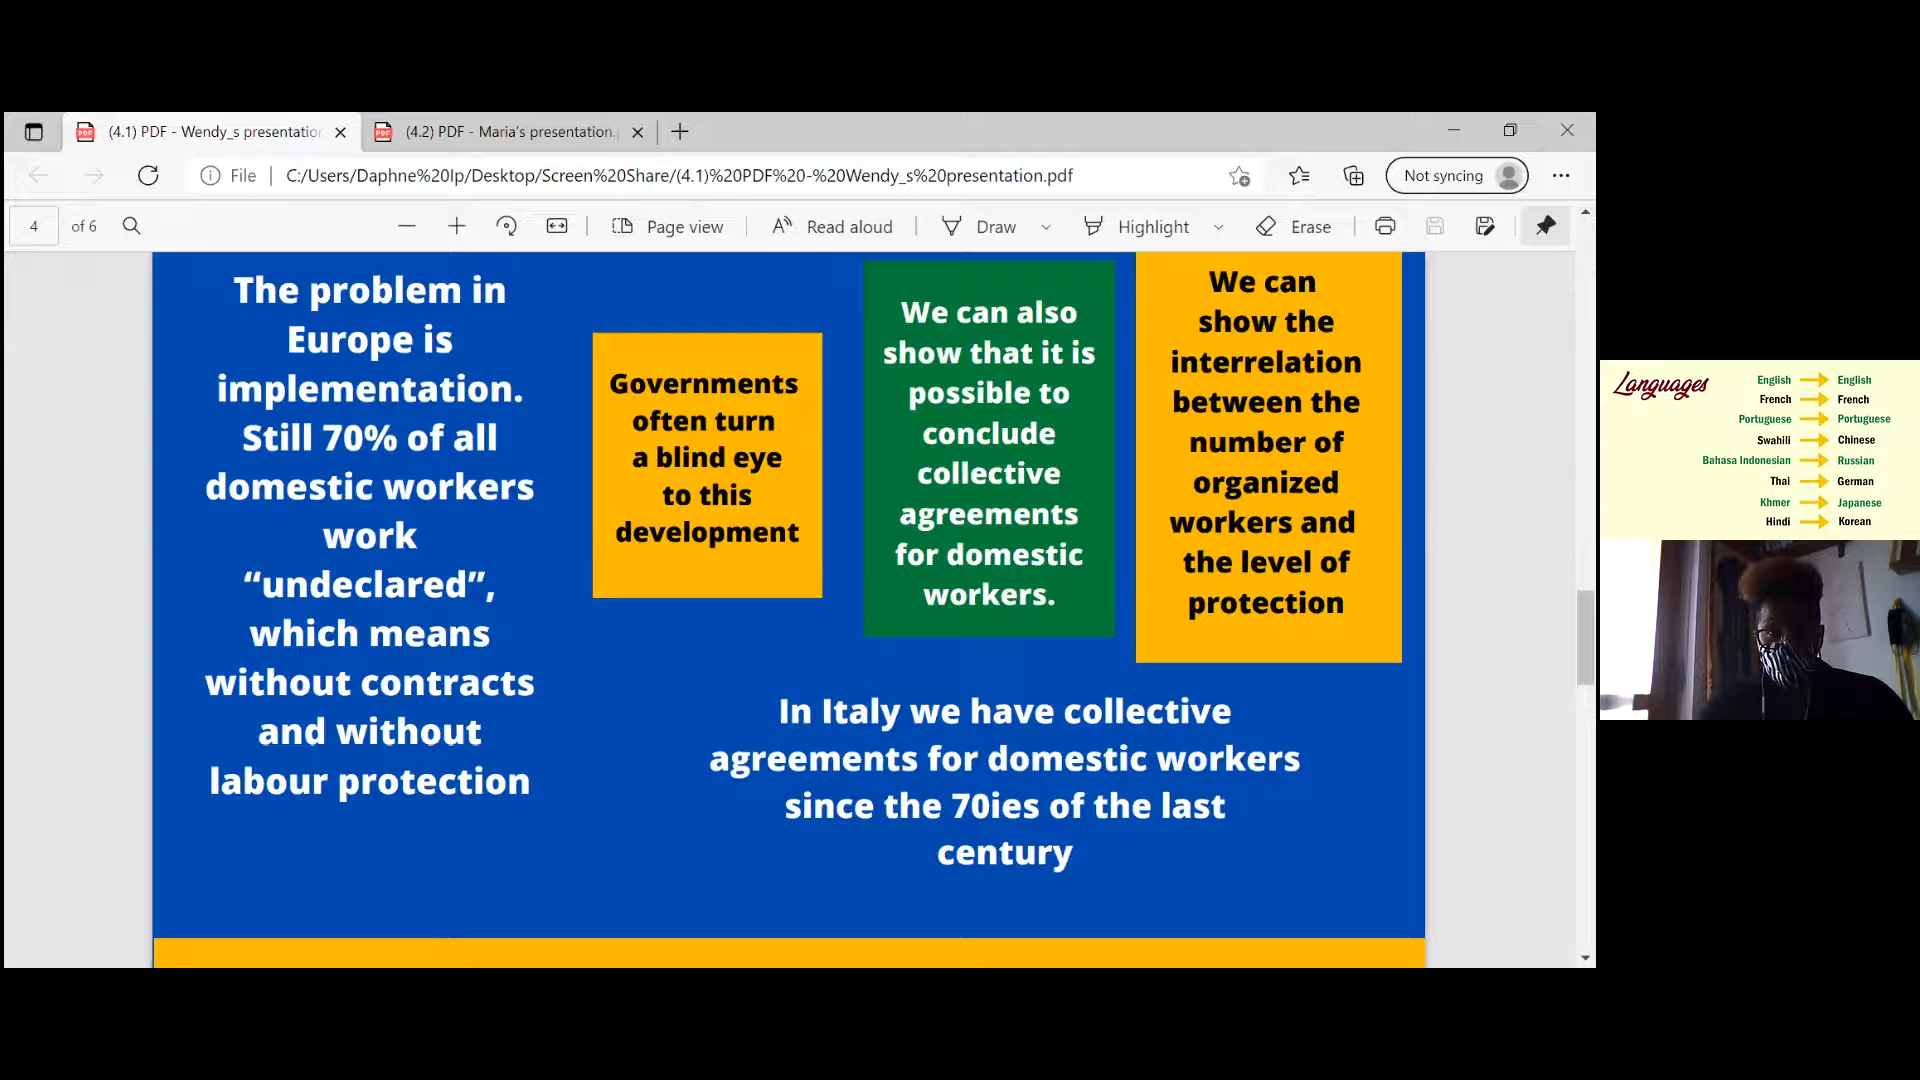 (4.1) PDF - Wendy_s presentation
(4.2) PDF - Maria's presentation.
File
C:/Users/Daphne%20Ip/Desktop/Screen%20Share/(4.1)%20PDF%20-%20Wendy_s%20presentation.pdf
Not syncing
4
of 6
Page view
Read aloud
Draw
Highlight
Erase
The problem in
Europe is
implementation.
Still 70% of all
domestic workers
work
“undeclared”,
which means
without contracts
and without
labour protection
Governments
often turn
a blind eye
to this
development
We can also
show that it is
possible to
conclude
collective
agreements
for domestic
workers.
We can
show the
interrelation
between the
number of
organized
workers and
the level of
protection
In Italy we have collective
agreements for domestic workers
since the 70ies of the last
century
Languages
English English
French French
Portuguese Portuguese
Swahili Chinese
Bahasa Indonesian Russian
Thai German
Khmer Japanese
Hindi Korean